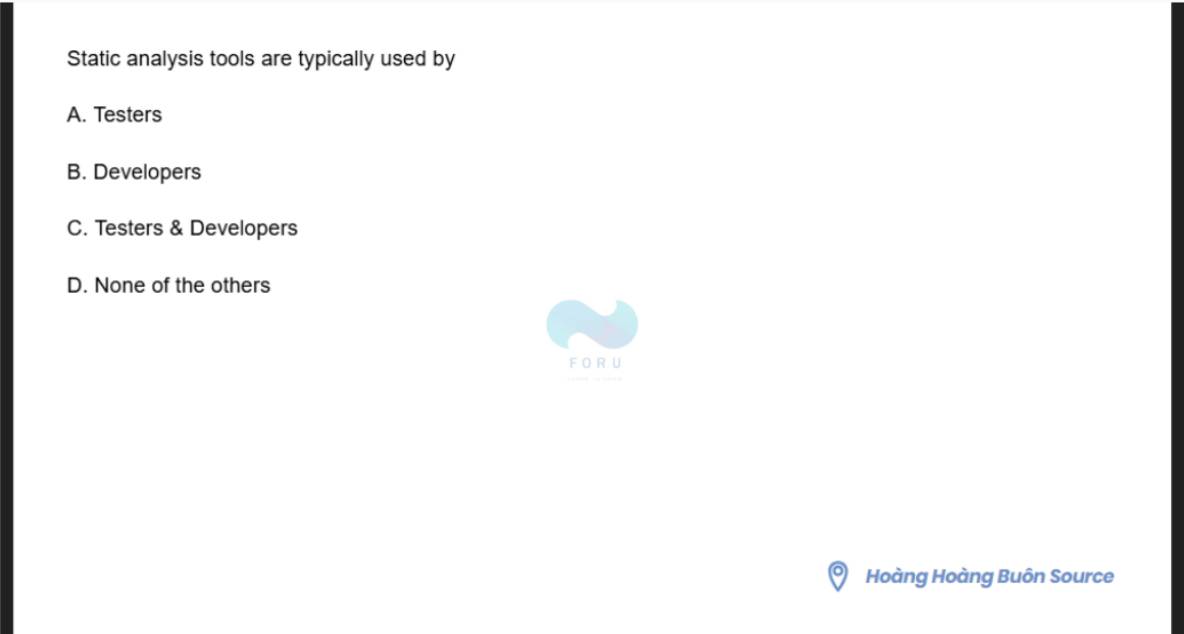 Static analysis tools are typically used by
A. Testers
B. Developers
C. Testers & Developers
D. None of the others
FORU
Hoàng Hoàng Buôn Source